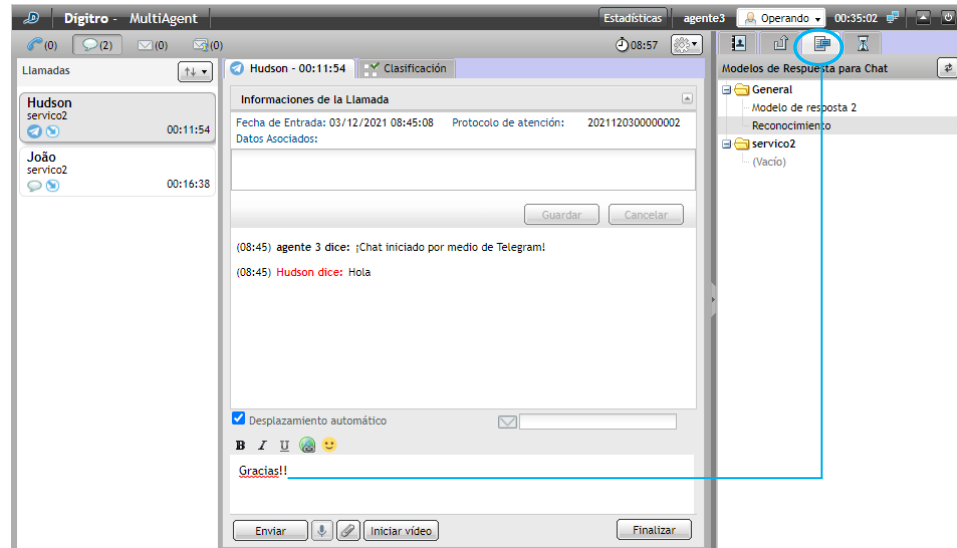 Dígitro - MultiAgent
Estadísticas agente3 Operando 00:35:02
(0) (2) (0) (0)
08:57
Llamadas
Hudson
servico2
00:11:54
João
servico2
00:16:38
Hudson - 00:11:54 Clasificación
Informaciones de la Llamada
Fecha de Entrada: 03/12/2021 08:45:08 Protocolo de atención: 2021120300000002
Datos Asociados:
Guardar Cancelar
(08:45) agente 3 dice: ¡Chat iniciado por medio de Telegram!
(08:45) Hudson dice: Hola
Desplazamiento automático
B I U
Gracias!!
Enviar Iniciar vídeo Finalizar
Modelos de Respuesta para Chat
General
Modelo de resposta 2
Reconocimiento
servico2
(Vacío)